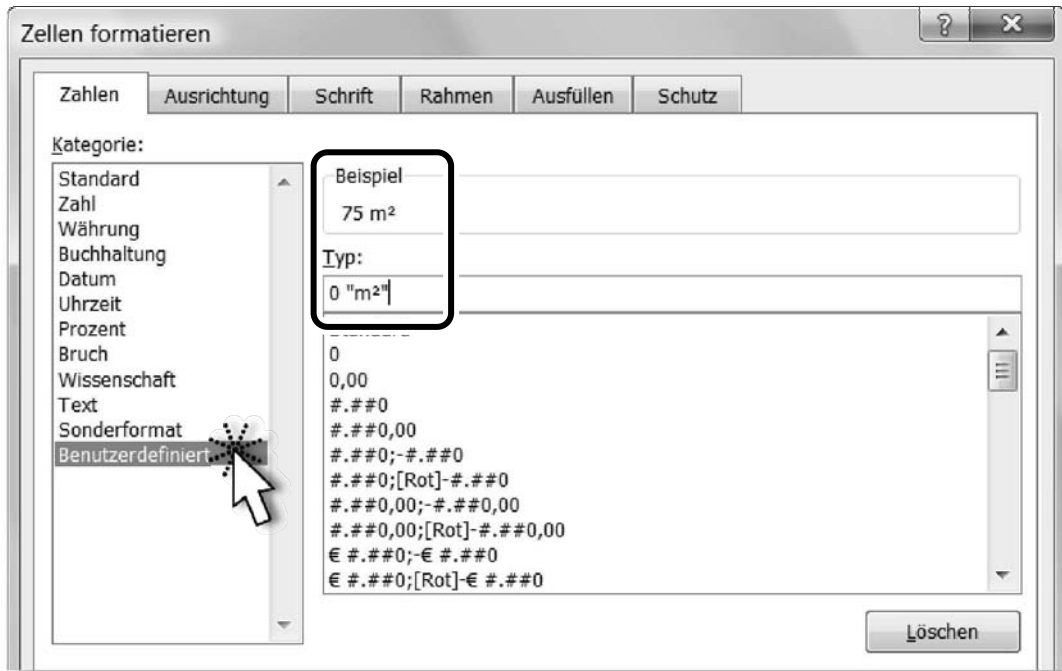 Zellen formatieren
Zahlen Ausrichtung Schrift Rahmen Ausfüllen Schutz
Kategorie:
Standard
Zahl
Währung
Buchhaltung
Datum
Uhrzeit
Prozent
Bruch
Wissenschaft
Text
Sonderformat
Benutzerdefiniert
Beispiel
75 m²
Typ:
0 "m²"
0
0,00
#.##0
#.##0,00
#.##0;-#.##0
#.##0;[Rot]-#.##0
#.##0,00;-#.##0,00
#.##0,00;[Rot]-#.##0,00
€ #.##0;-€ #.##0
€ #.##0;[Rot]-€ #.##0
Löschen